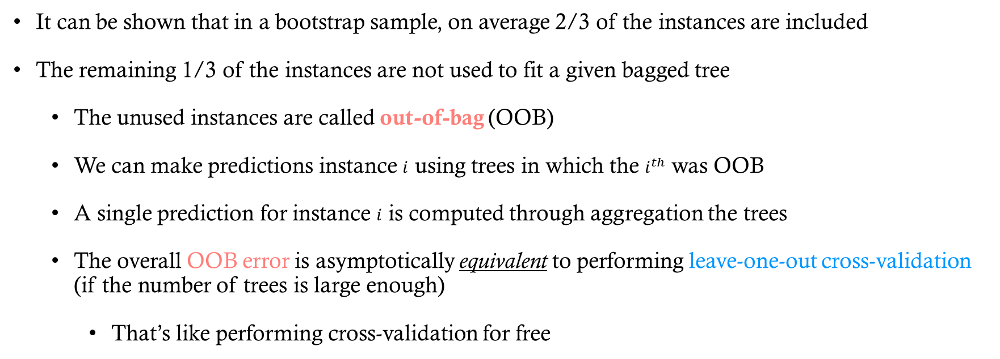 • It can be shown that in a bootstrap sample, on average 2/3 of the instances are included
• The remaining 1/3 of the instances are not used to fit a given bagged tree
• The unused instances are called out-of-bag (OOB)
• We can make predictions instance i using trees in which the iᵗʰ was OOB
• A single prediction for instance i is computed through aggregation the trees
• The overall OOB error is asymptotically equivalent to performing leave-one-out cross-validation
(if the number of trees is large enough)
• That’s like performing cross-validation for free